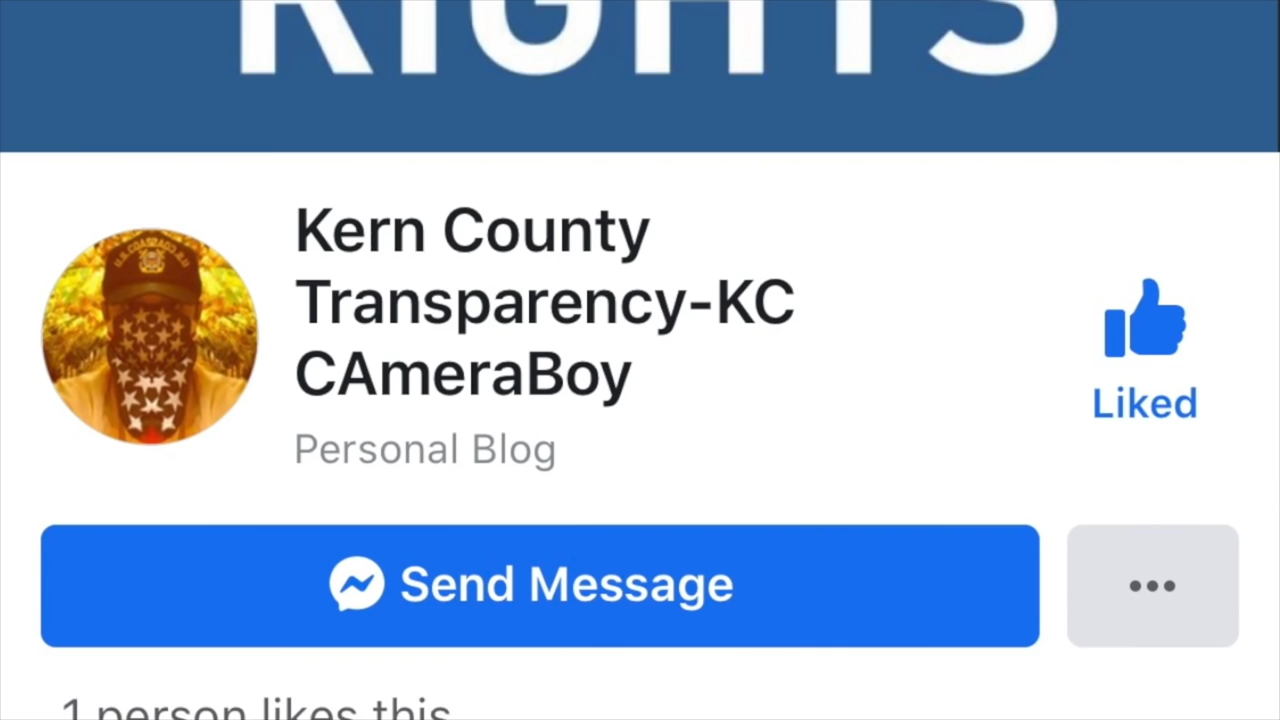 RIGHTS
Kern County
Transparency-KC
CAmeraBoy
Personal Blog
Liked
Send Message
1 person likes this